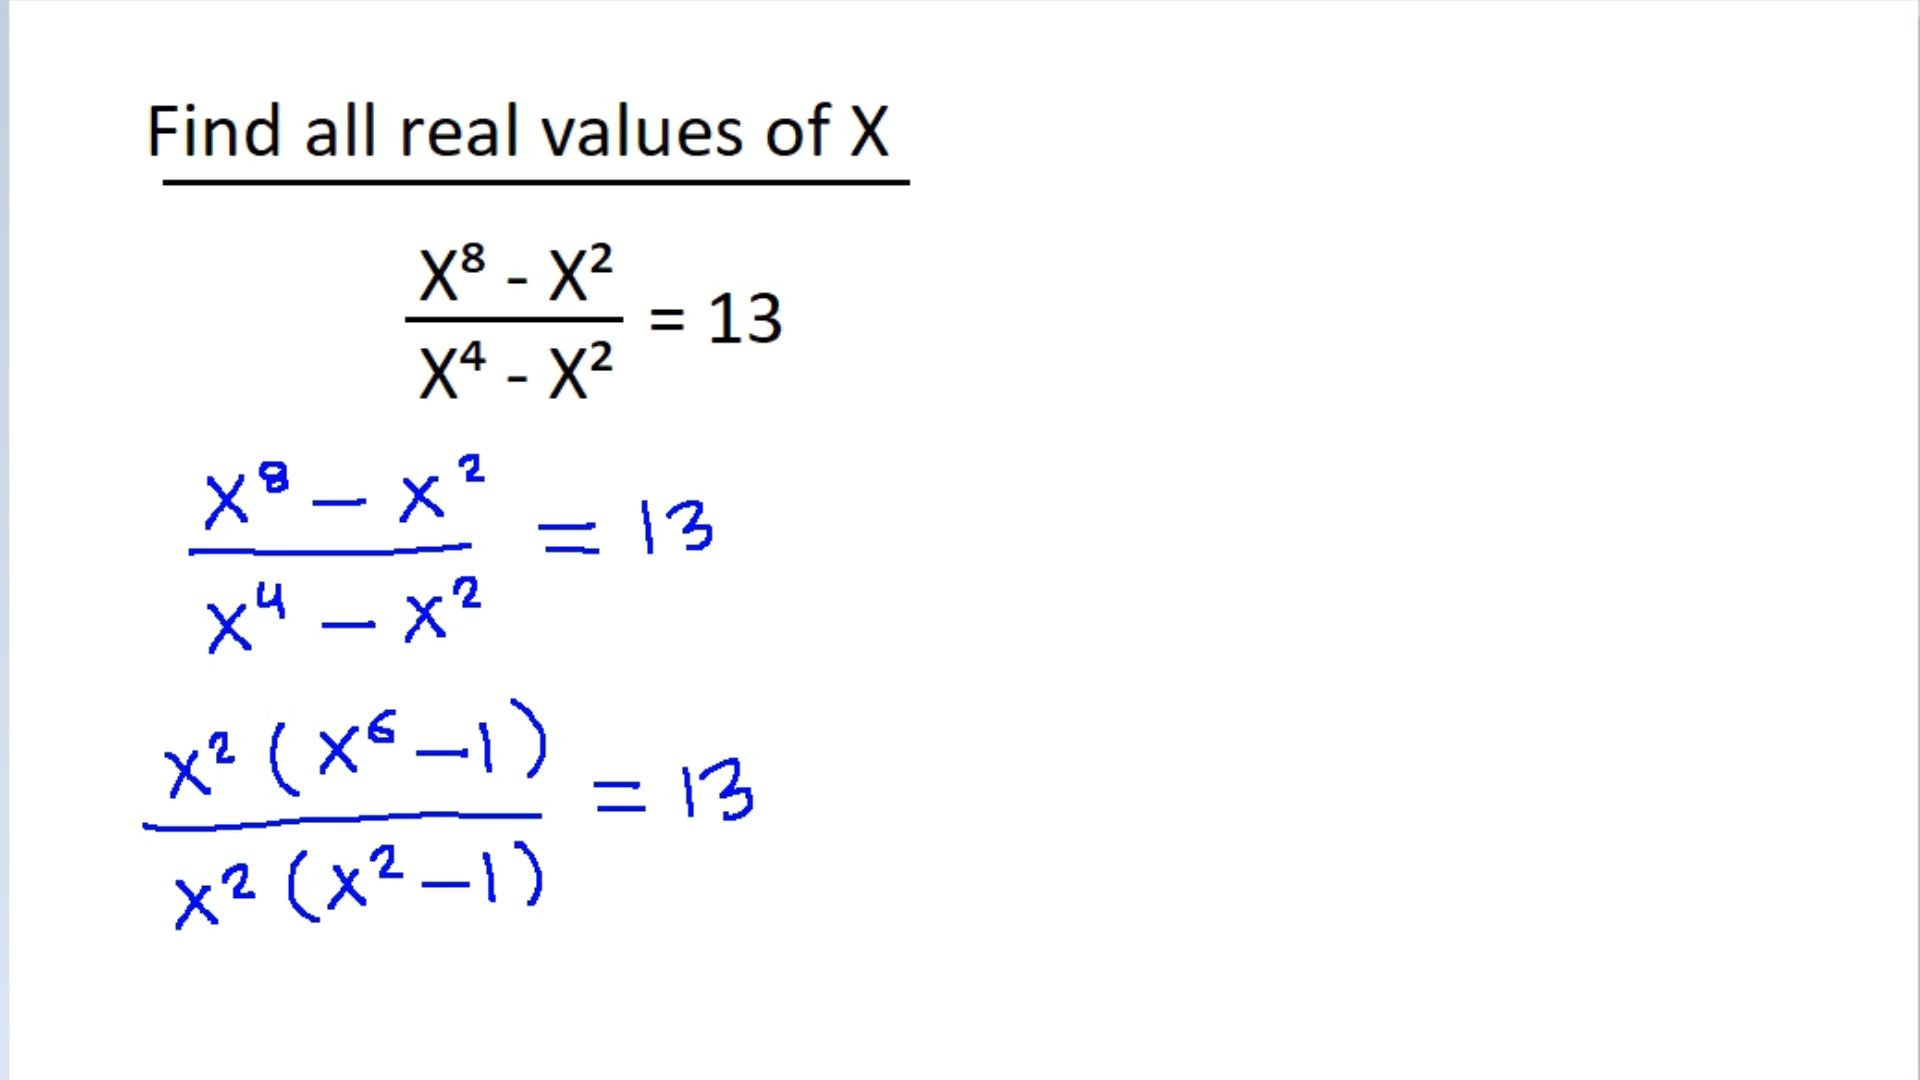 Find all real values of X
X⁸ - X²
= 13
X⁴ - X²
x⁸ – x²
= 13
x⁴ – x²
x² (x⁶ – 1)
= 13
x² (x² – 1)